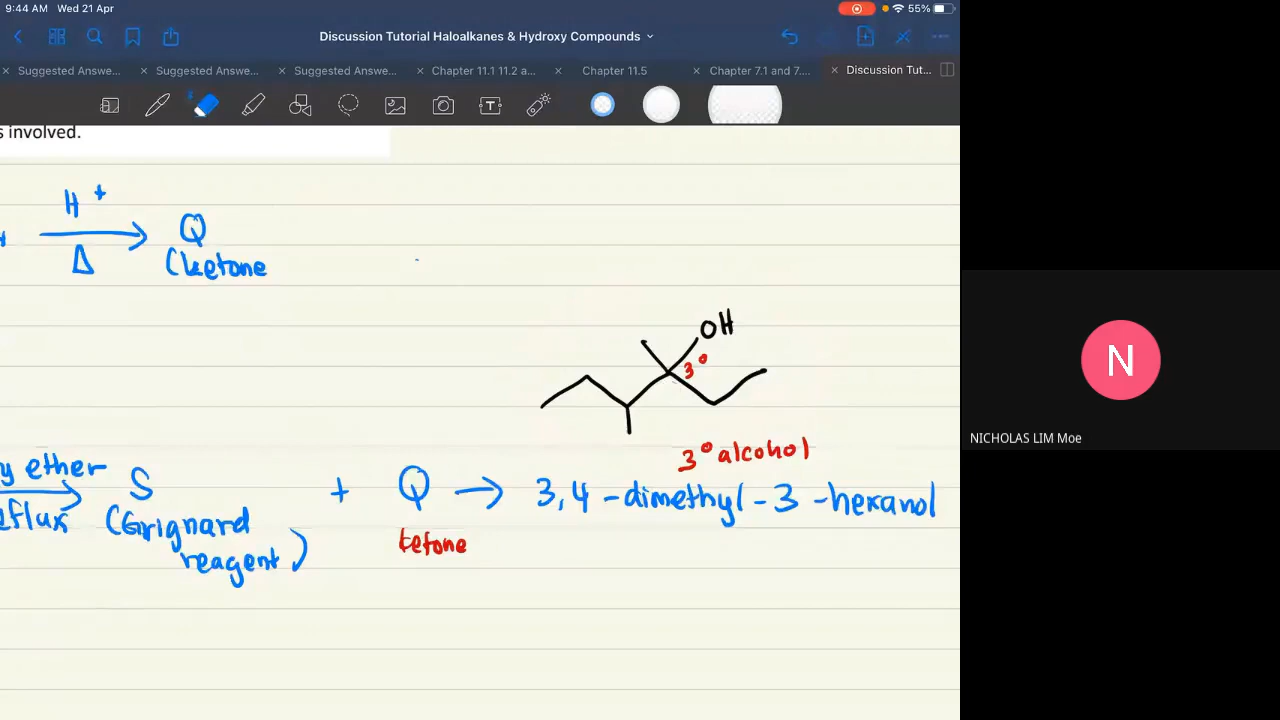 9:44 AM Wed 21 Apr
55%
Discussion Tutorial Haloalkanes & Hydroxy Compounds
Suggested Answe...
Suggested Answe...
Suggested Answe...
Chapter 11.1 11.2 a...
Chapter 11.5
Chapter 7.1 and 7....
Discussion Tut...
s involved.
H +
Δ
Q
(ketone
OH
3°
3° alcohol
y ether
eflux
S
(Grignard
reagent)
+ Q → 3,4 -dimethyl - 3 -hexanol
ketone
N
NICHOLAS LIM Moe